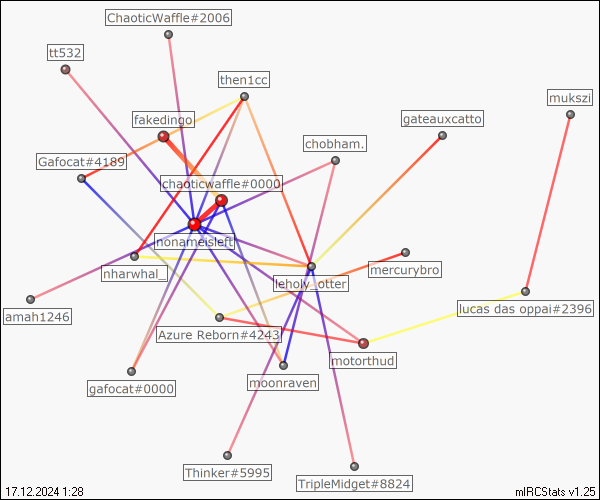 ChaoticWaffle#2006
tt532
then1cc
mukszi
fakedingo
gateauxcatto
chobham.
Gafocat#4189
chaoticwaffle#0000
nonameisleft
nharwhal_
mercurybro
leholy_otter
amah1246
lucas das oppai#2396
Azure Reborn#4243
motorthud
gafocat#0000
moonraven
Thinker#5995
TripleMidget#8824
17.12.2024 1:28
mIRCStats v1.25